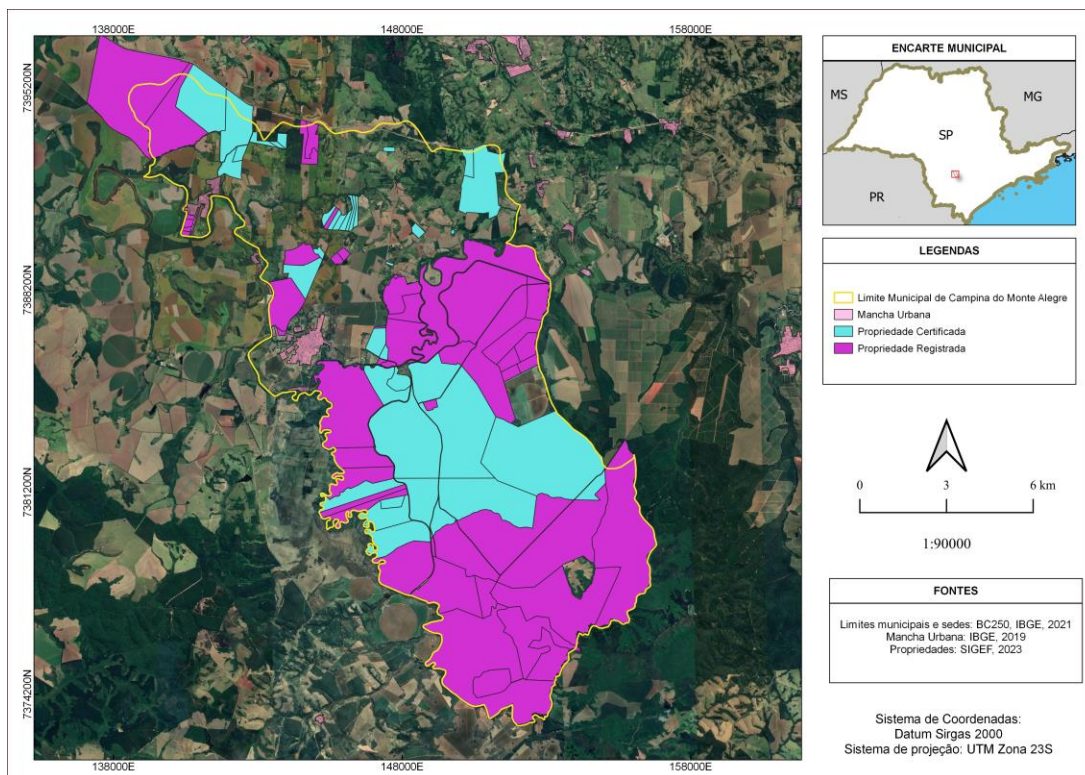 138000E
148000E
158000E
7395200N
7388200N
7381200N
7374200N
138000E
148000E
158000E
ENCARTE MUNICIPAL
MS
MG
SP
PR
LEGENDAS
Limite Municipal de Campina do Monte Alegre
Mancha Urbana
Propriedade Certificada
Propriedade Registrada
0 3 6 km
1:90000
FONTES
Limites municipais e sedes: BC250, IBGE, 2021
Mancha Urbana: IBGE, 2019
Propriedades: SIGEF, 2023
Sistema de Coordenadas:
Datum Sirgas 2000
Sistema de projeção: UTM Zona 23S